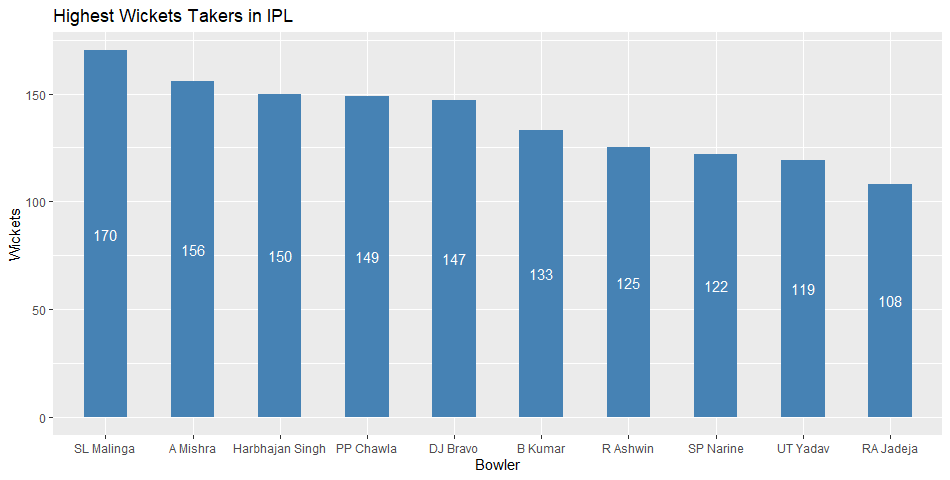 Highest Wickets Takers in IPL
Wickets
150
100
50
0
170
156
150
149
147
133
125
122
119
108
SL Malinga
A Mishra
Harbhajan Singh
PP Chawla
DJ Bravo
B Kumar
R Ashwin
SP Narine
UT Yadav
RA Jadeja
Bowler